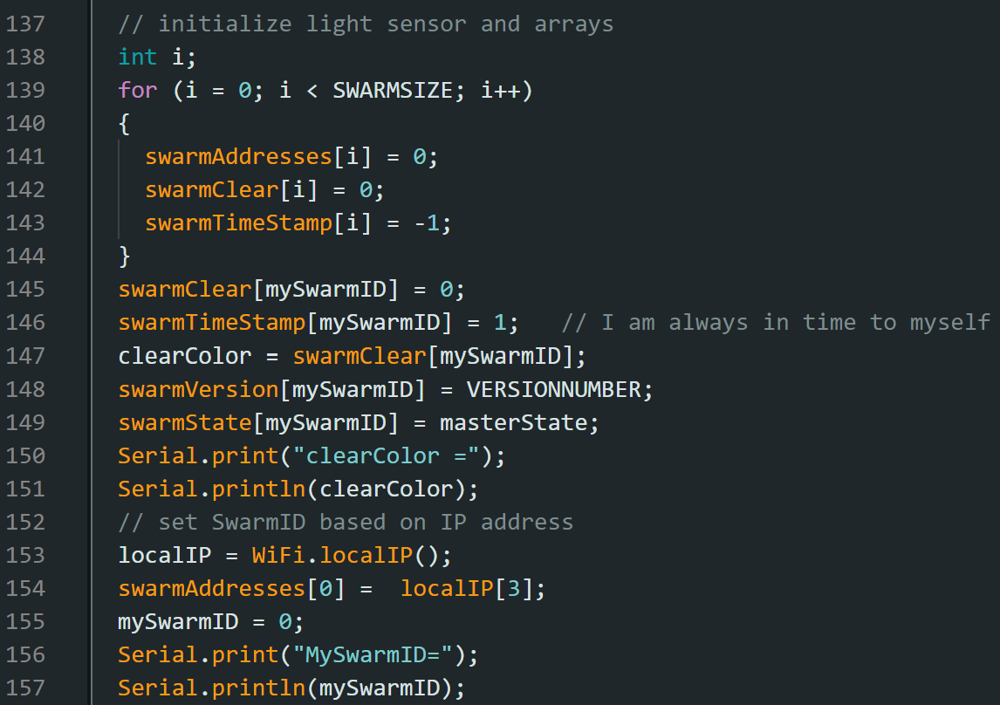 137 // initialize light sensor and arrays
138 int i;
139 for (i = 0; i < SWARMSIZE; i++)
140 {
141 swarmAddresses[i] = 0;
142 swarmClear[i] = 0;
143 swarmTimeStamp[i] = -1;
144 }
145 swarmClear[mySwarmID] = 0;
146 swarmTimeStamp[mySwarmID] = 1;   // I am always in time to myself
147 clearColor = swarmClear[mySwarmID];
148 swarmVersion[mySwarmID] = VERSIONNUMBER;
149 swarmState[mySwarmID] = masterState;
150 Serial.print("clearColor =");
151 Serial.println(clearColor);
152 // set SwarmID based on IP address
153 localIP = WiFi.localIP();
154 swarmAddresses[0] =  localIP[3];
155 mySwarmID = 0;
156 Serial.print("MySwarmID=");
157 Serial.println(mySwarmID);